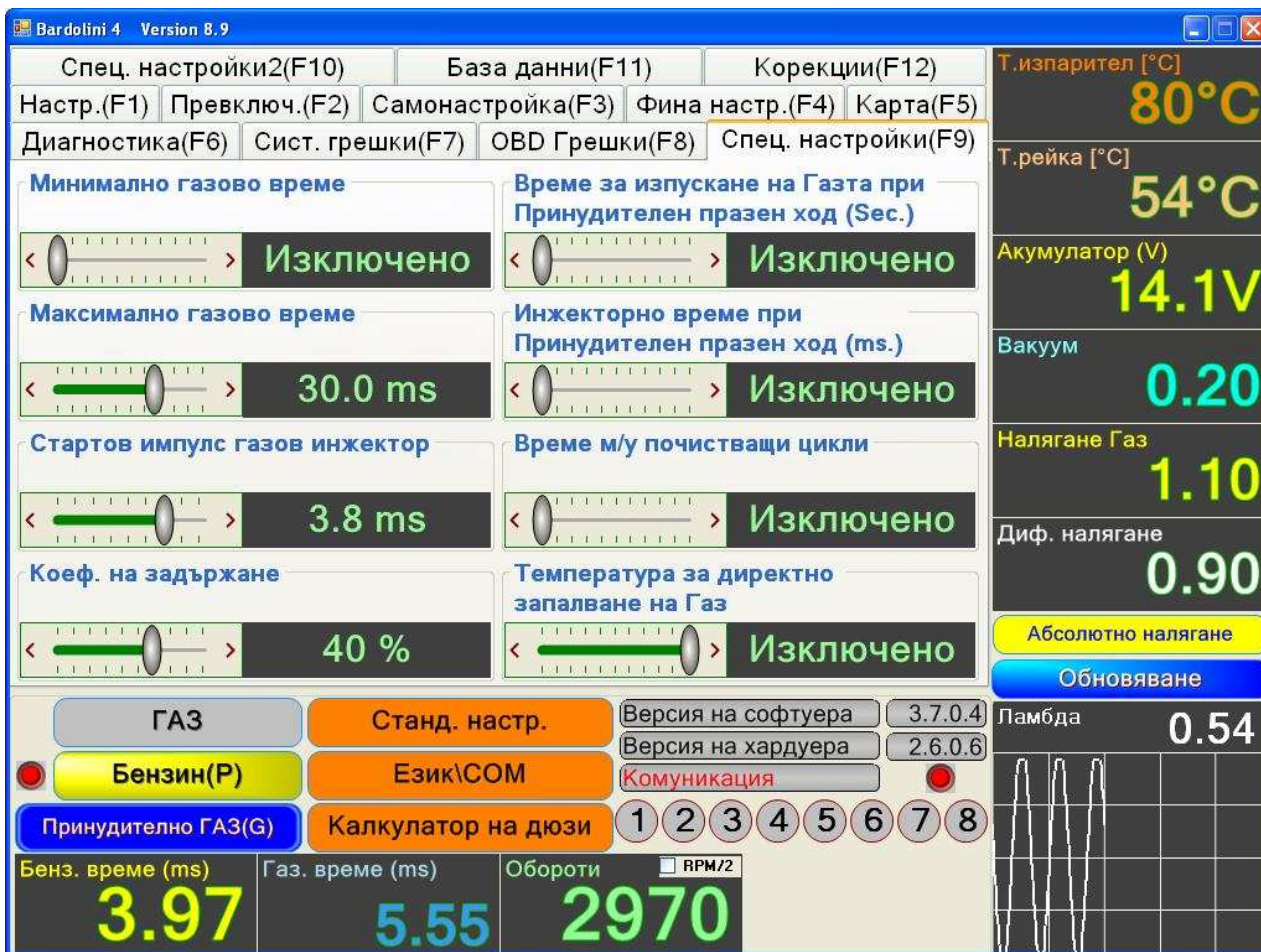 Bardolini 4 Version 8.9
Спец. настройки2(F10) База данни(F11) Корекции(F12)
Настр.(F1) Превключ.(F2) Самонастройка(F3) Фина настр.(F4) Карта(F5)
Диагностика(F6) Сист. грешки(F7) OBD Грешки(F8) Спец. настройки(F9)
Минимално газово време
< > Изключено
Време за изпускане на Газта при
Принудителен празен ход (Sec.)
< > Изключено
Максимално газово време
< > 30.0 ms
Инжекторно време при
Принудителен празен ход (ms.)
< > Изключено
Стартов импулс газов инжектор
< > 3.8 ms
Време м/у почистващи цикли
< > Изключено
Коеф. на задържане
< > 40 %
Температура за директно
запалване на Газ
< > Изключено
Т.изпарител [°C]
80°C
Т.рейка [°C]
54°C
Акумулатор (V)
14.1V
Вакуум
0.20
Налягане Газ
1.10
Диф. налягане
0.90
Абсолютно налягане
Обновяване
Ламбда 0.54
ГАЗ
Бензин(P)
Принудително ГАЗ(G)
Станд. настр.
Език\COM
Калкулатор на дюзи
Версия на софтуера 3.7.0.4
Версия на хардуера 2.6.0.6
Комуникация
1 2 3 4 5 6 7 8
Бенз. време (ms)
3.97
Газ. време (ms)
5.55
Обороти RPM/2
2970